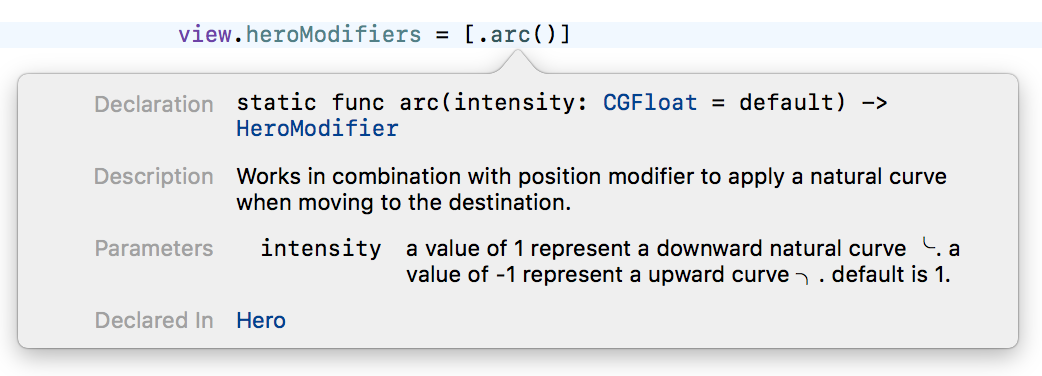 view.heroModifiers = [.arc()]
Declaration static func arc(intensity: CGFloat = default) ->
HeroModifier
Description Works in combination with position modifier to apply a natural curve
when moving to the destination.
Parameters intensity a value of 1 represent a downward natural curve ╰. a
value of -1 represent a upward curve ╮. default is 1.
Declared In Hero